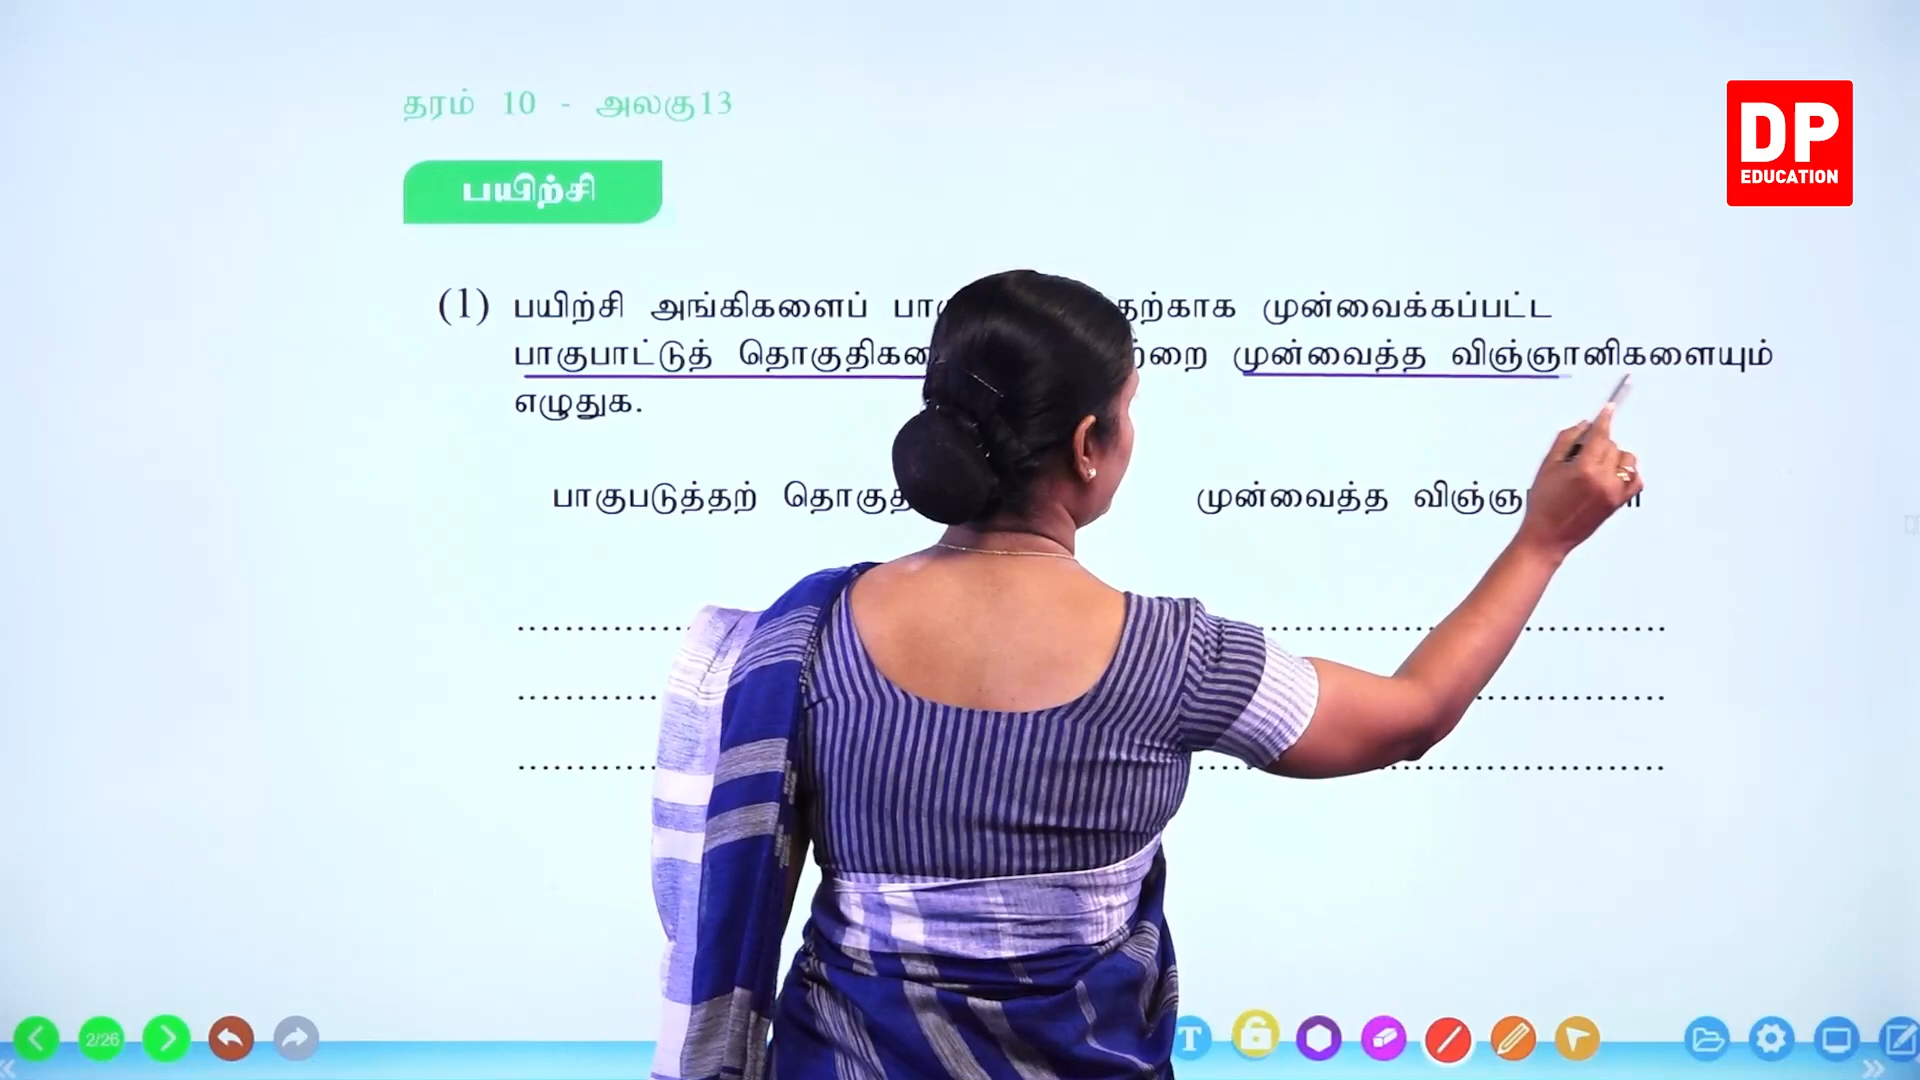 தரம் 10 - அலகு13
DP
EDUCATION
பயிற்சி
(1) பயிற்சி அங்கிகளைப் முன்வைக்கப்பட்ட
பாகுபாட்டுத் முன்வைத்த விஞ்ஞானிகளையும்
எழுதுக.
பாகுபடுத்தற் முன்வைத்த
2/26
T